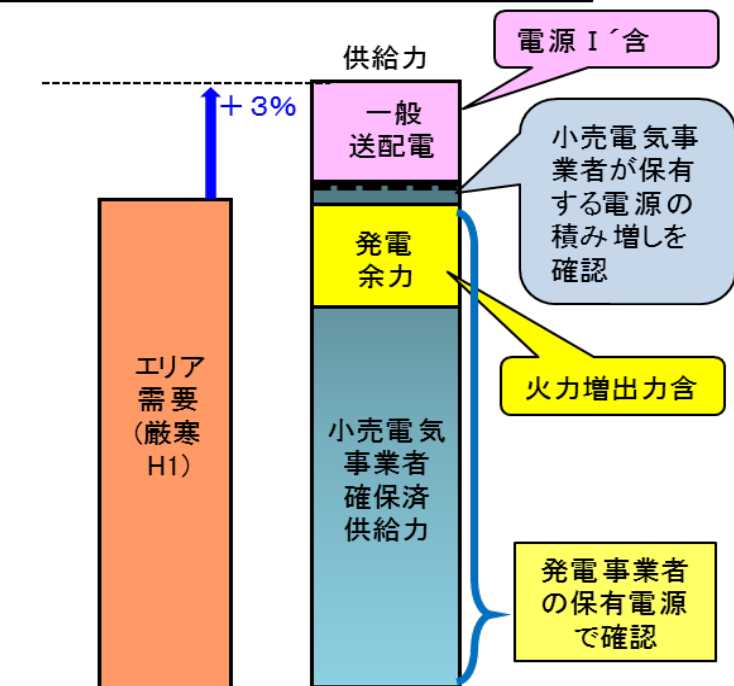 供給力
電源Ⅰ´含
+3%
一般
送配電
小売電気事
業者が保有
する電源の
積み増しを
確認
発電
余力
火力増出力含
エリア
需要
(厳寒
H1)
小売電気
事業者
確保済
供給力
発電事業者
の保有電源
で確認